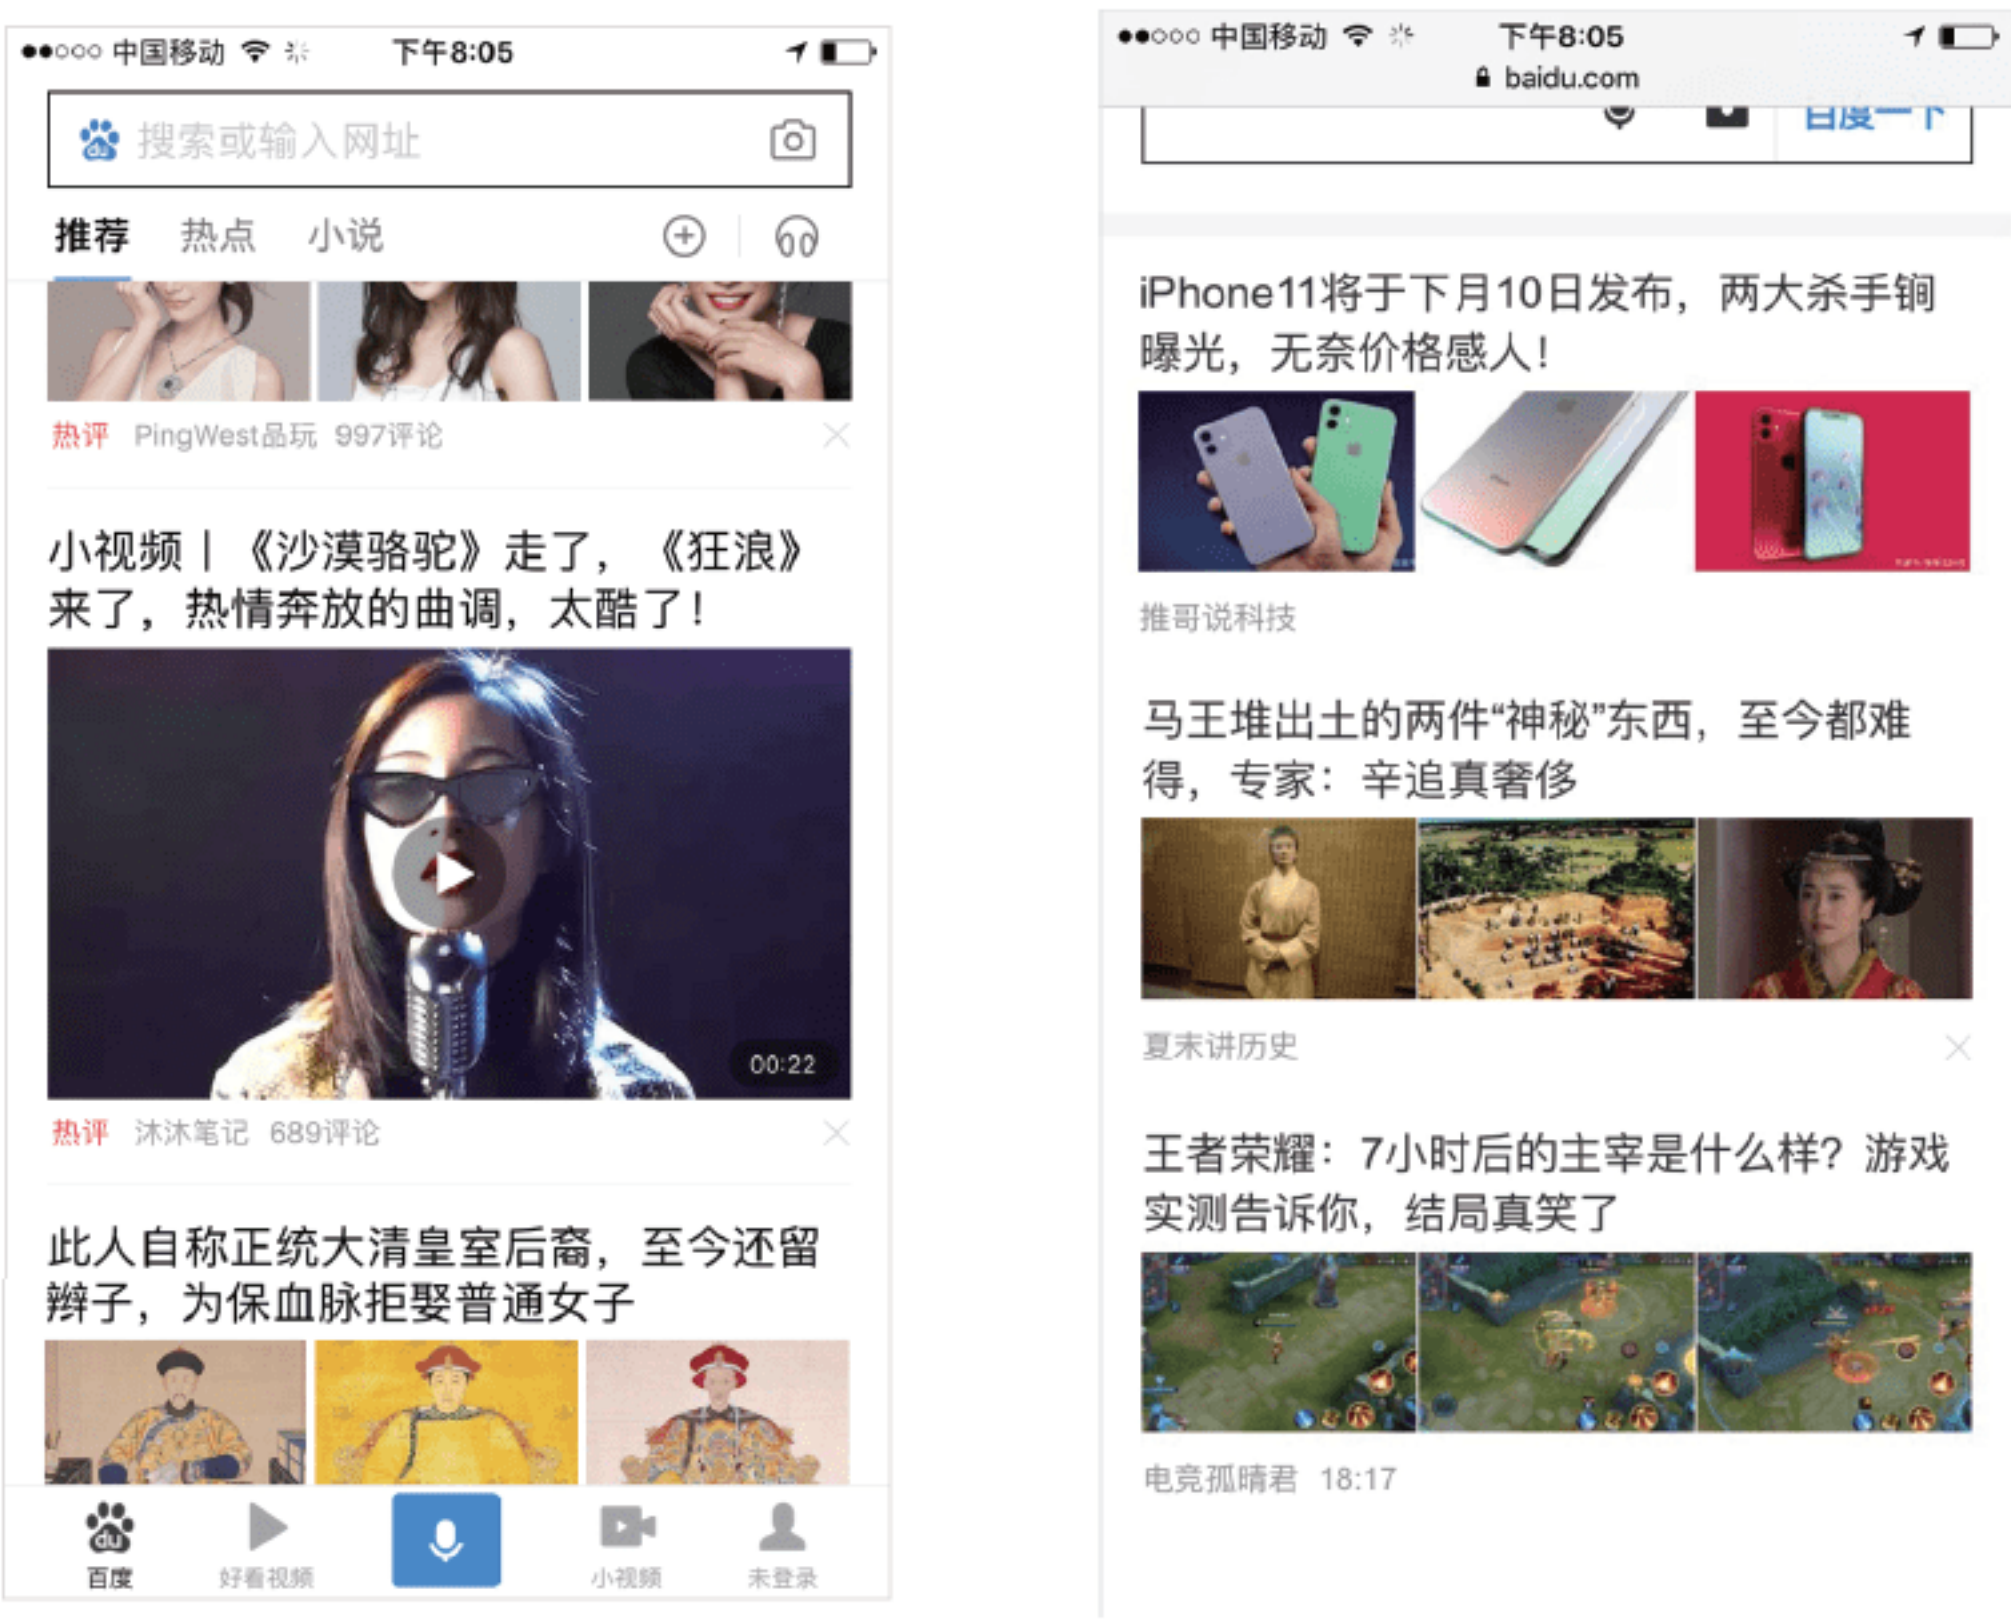 中国移动 下午8:05
du 搜索或输入网址
推荐 热点 小说
热评 PingWest品玩 997评论
小视频丨《沙漠骆驼》走了，《狂浪》
来了，热情奔放的曲调，太酷了！
00:22
热评 沐沐笔记 689评论
此人自称正统大清皇室后裔，至今还留
辫子，为保血脉拒娶普通女子
du
百度 好看视频 小视频 未登录
中国移动 下午8:05
baidu.com
百度一下
iPhone11将于下月10日发布，两大杀手锏
曝光，无奈价格感人！
推哥说科技
马王堆出土的两件“神秘”东西，至今都难
得，专家：辛追真奢侈
夏末讲历史
王者荣耀：7小时后的主宰是什么样？游戏
实测告诉你，结局真笑了
电竞孤晴君 18:17